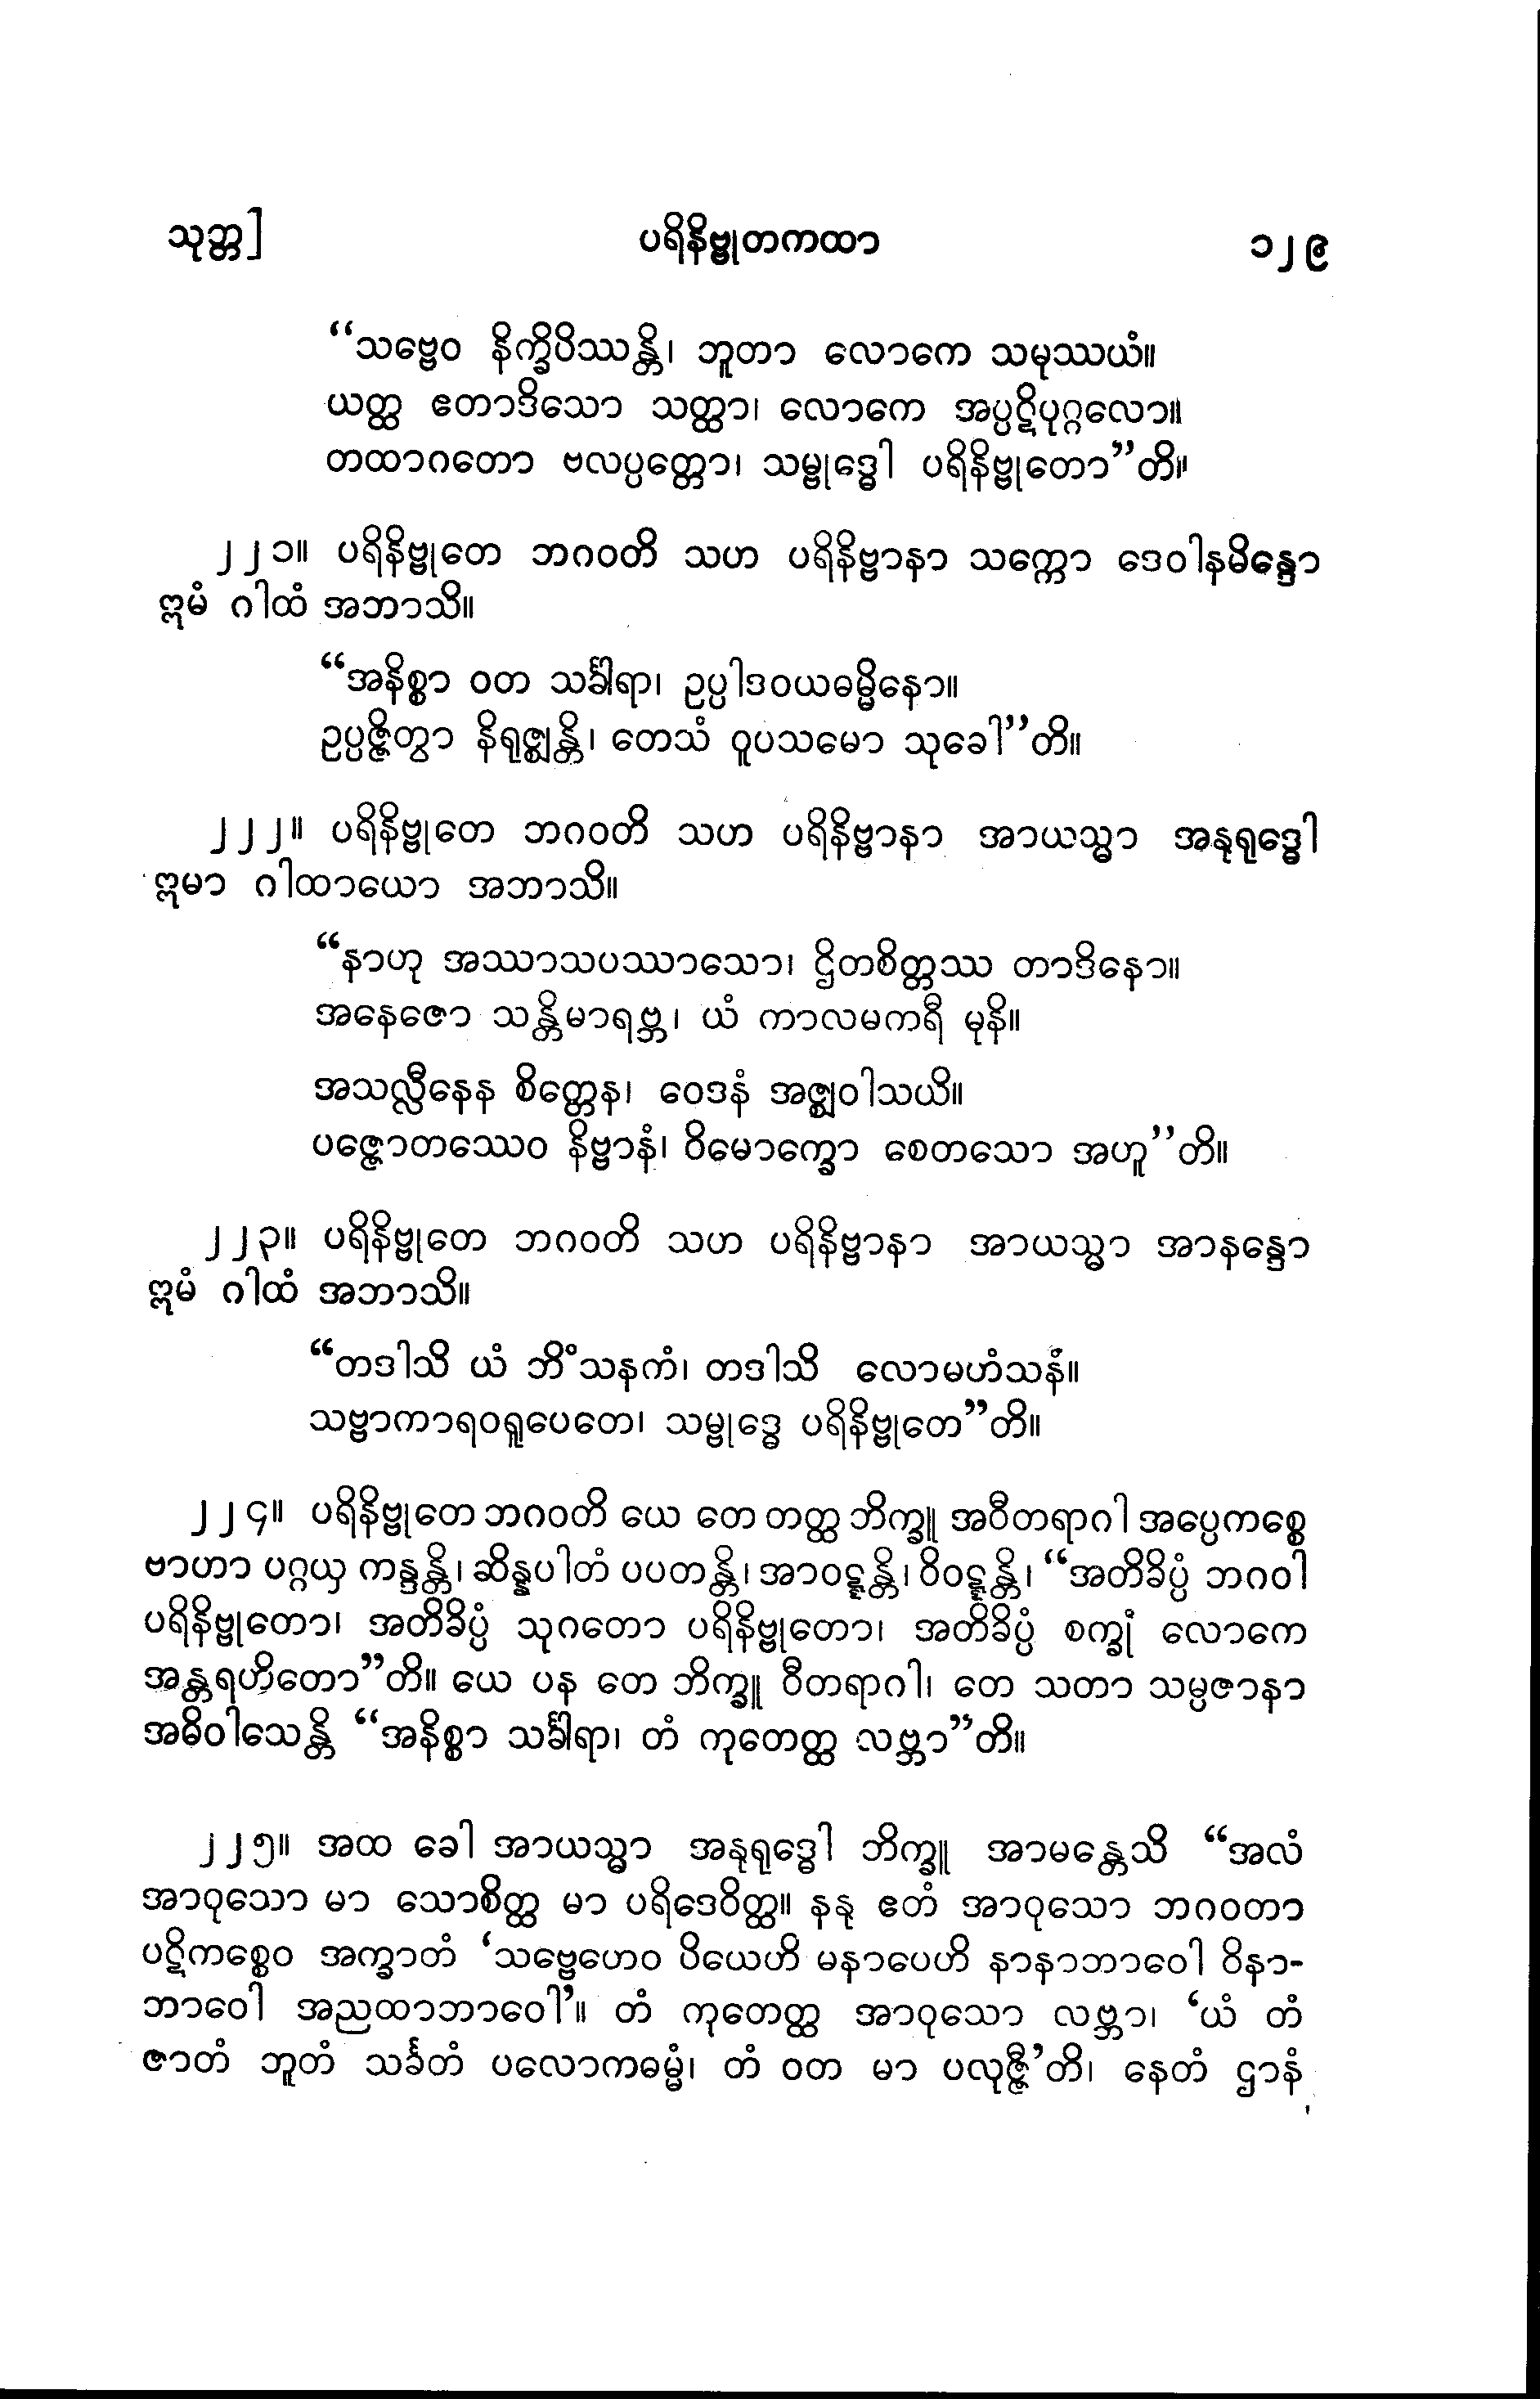 သုတ္တ]
ပရိနိဗ္ဗုတကထာ
၁၂၉
“သဗ္ဗေဝ နိက္ခိပိဿန္တိ၊ ဘူတာ လောကေ သမုဿယံ။
ယတ္ထ ဧတာဒိသော သတ္ထာ၊ လောကေ အပ္ပဋိပုဂ္ဂလော။
တထာဂတော ဗလပ္ပတ္တော၊ သမ္ဗုဒ္ဓေါ ပရိနိဗ္ဗုတော”တိ။
၂၂၁။ ပရိနိဗ္ဗုတေ ဘဂဝတိ သဟ ပရိနိဗ္ဗာနာ သက္ကော ဒေဝါနမိန္ဒော
ဣမံ ဂါထံ အဘာသိ။
“အနိစ္စာ ဝတ သင်္ခါရာ၊ ဥပ္ပါဒဝယဓမ္မိနော။
ဥပ္ပဇ္ဇိတွာ နိရုဇ္ဈန္တိ၊ တေသံ ဝူပသမော သုခေါ”တိ။
၂၂၂။ ပရိနိဗ္ဗုတေ ဘဂဝတိ သဟ ပရိနိဗ္ဗာနာ အာယသ္မာ အနုရုဒ္ဓေါ
ဣမာ ဂါထာယော အဘာသိ။
“နာဟု အဿာသပဿာသော၊ ဌိတစိတ္တဿ တာဒိနော။
အနေဇော သန္တိမာရဗ္ဘ၊ ယံ ကာလမကရီ မုနိ။
အသလ္လီနေန စိတ္တေန၊ ဝေဒနံ အဇ္ဈဝါသယိ။
ပဇ္ဇောတဿေဝ နိဗ္ဗာနံ၊ ဝိမောက္ခော စေတသော အဟူ”တိ။
၂၂၃။ ပရိနိဗ္ဗုတေ ဘဂဝတိ သဟ ပရိနိဗ္ဗာနာ အာယသ္မာ အာနန္ဒော
ဣမံ ဂါထံ အဘာသိ။
“တဒါသိ ယံ ဘိံသနကံ၊ တဒါသိ လောမဟံသနံ။
သဗ္ဗာကာရဝရူပေတေ၊ သမ္ဗုဒ္ဓေ ပရိနိဗ္ဗုတေ”တိ။
၂၂၄။ ပရိနိဗ္ဗုတေ ဘဂဝတိ ယေ တေ တတ္ထ ဘိက္ခူ အဝီတရာဂါ အပ္ပေကစ္စေ
ဗာဟာ ပဂ္ဂယှ ကန္ဒန္တိ၊ ဆိန္နပါတံ ပပတန္တိ၊ အာဝဋ္ဋန္တိ၊ ဝိဝဋ္ဋန္တိ၊ “အတိခိပ္ပံ ဘဂဝါ
ပရိနိဗ္ဗုတော၊ အတိခိပ္ပံ သုဂတော ပရိနိဗ္ဗုတော၊ အတိခိပ္ပံ စက္ခုံ လောကေ
အန္တရဟိတော”တိ။ ယေ ပန တေ ဘိက္ခူ ဝီတရာဂါ၊ တေ သတာ သမ္ပဇာနာ
အဓိဝါသေန္တိ “အနိစ္စာ သင်္ခါရာ၊ တံ ကုတေတ္ထ လဗ္ဘာ”တိ။
၂၂၅။ အထ ခေါ အာယသ္မာ အနုရုဒ္ဓေါ ဘိက္ခူ အာမန္တေသိ “အလံ
အာဝုသော မာ သောစိတ္ထ မာ ပရိဒေဝိတ္ထ။ နနု ဧတံ အာဝုသော ဘဂဝတာ
ပဋိကစ္စေဝ အက္ခာတံ ‘သဗ္ဗေဟေဝ ပိယေဟိ မနာပေဟိ နာနာဘာဝေါ ဝိနာ-
ဘာဝေါ အညထာဘာဝေါ’။ တံ ကုတေတ္ထ အာဝုသော လဗ္ဘာ၊ ‘ယံ တံ
ဇာတံ ဘူတံ သင်္ခတံ ပလောကဓမ္မံ၊ တံ ဝတ မာ ပလုဇ္ဇီ’တိ၊ နေတံ ဌာနံ